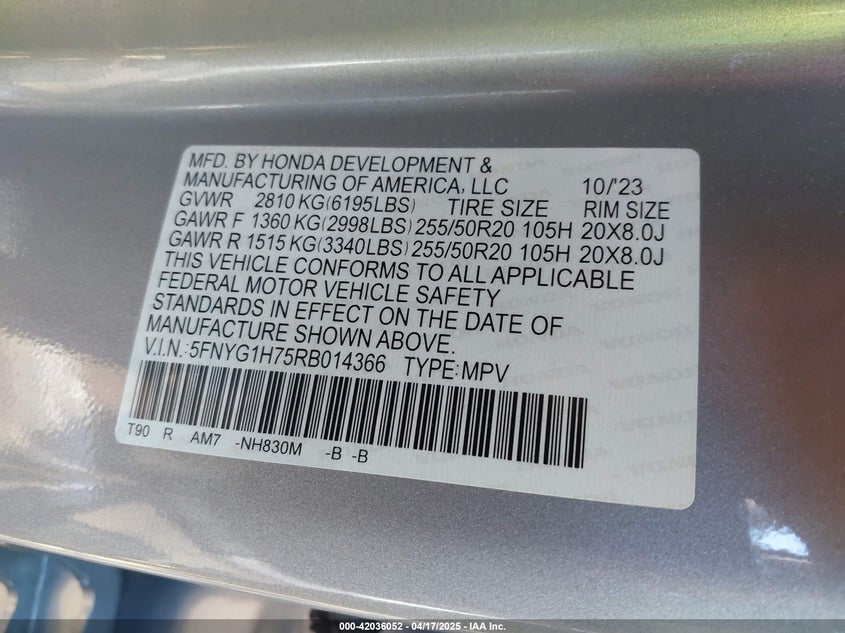 MFD. BY HONDA DEVELOPMENT &
MANUFACTURING OF AMERICA, LLC 10/'23
GVWR 2810 KG(6195LBS) TIRE SIZE RIM SIZE
GAWR F 1360 KG(2998LBS) 255/50R20 105H 20X8.0J
GAWR R 1515 KG(3340LBS) 255/50R20 105H 20X8.0J
THIS VEHICLE CONFORMS TO ALL APPLICABLE
FEDERAL MOTOR VEHICLE SAFETY
STANDARDS IN EFFECT ON THE DATE OF
MANUFACTURE SHOWN ABOVE.
V.I.N.:5FNYG1H75RB014366 TYPE:MPV
T90 R AM7 -NH830M -B -B
000-42036052 / 04/17/2025 / IAA Inc.